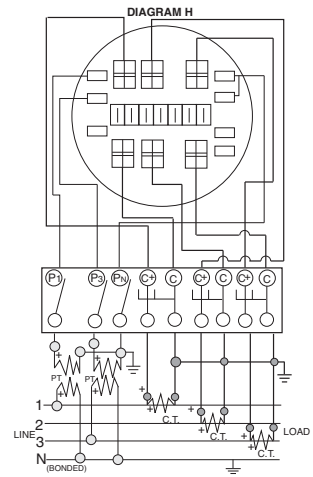 DIAGRAM H
P1 P3 PN C+ C C+ C C+ C
+ + + +
PT PT
+ + + +
1
+ + C.T.
2
+ + C.T.
LINE LOAD
3
+ + C.T.
N
(BONDED)